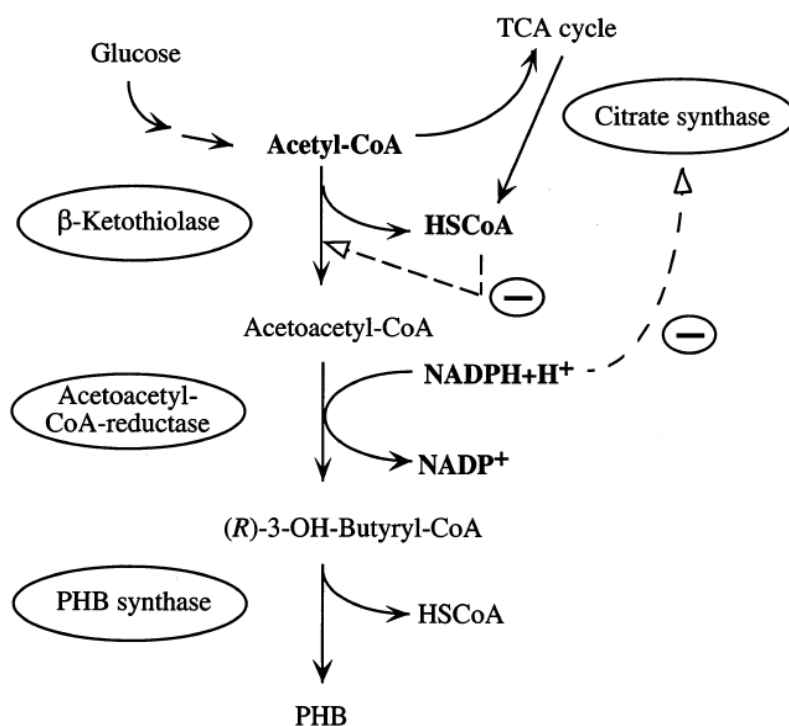 TCA cycle
Glucose
Citrate synthase
Acetyl-CoA
β-Ketothiolase
HSCoA
−
Acetoacetyl-CoA
−
NADPH+H⁺
Acetoacetyl-
CoA-reductase
NADP⁺
(R)-3-OH-Butyryl-CoA
PHB synthase
HSCoA
PHB